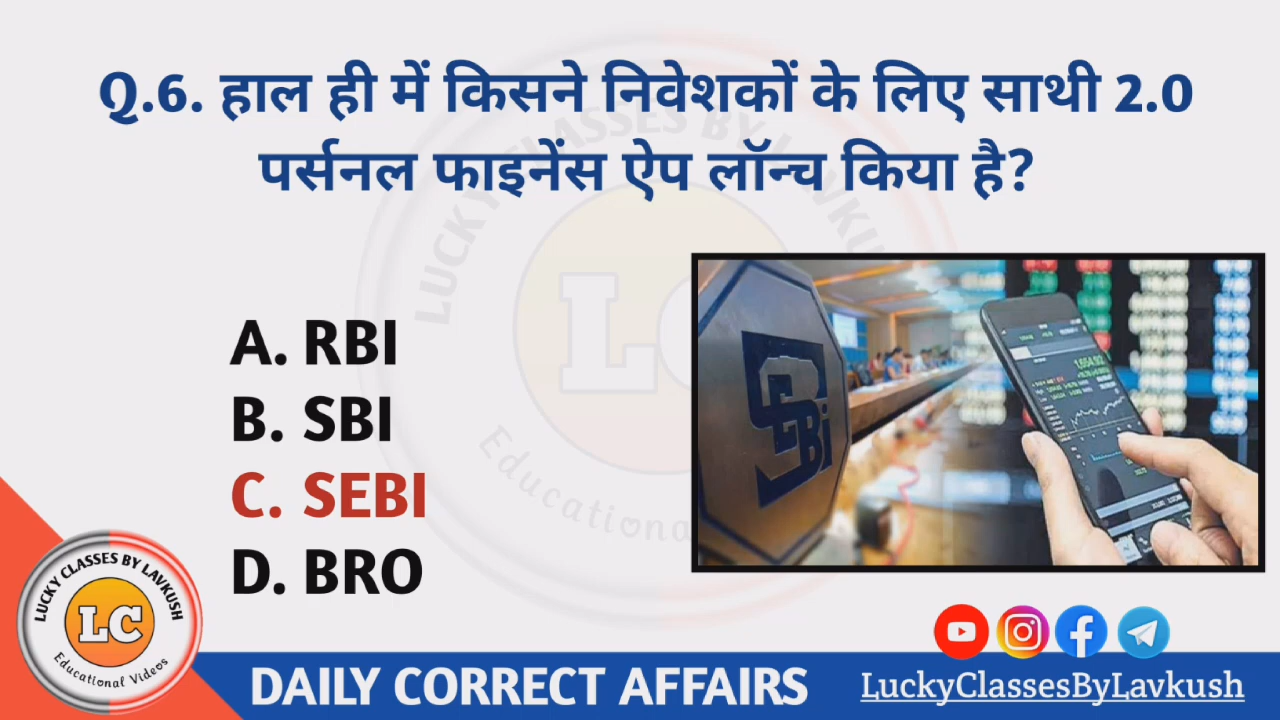 Q.6. हाल ही में किसने निवेशकों के लिए साथी 2.0
पर्सनल फाइनेंस ऐप लॉन्च किया है?
A. RBI
B. SBI
C. SEBI
D. BRO
SEBI
LUCKY CLASSES BY LAVKUSH
LC
Educational Videos
DAILY CORRECT AFFAIRS
LuckyClassesByLavkush